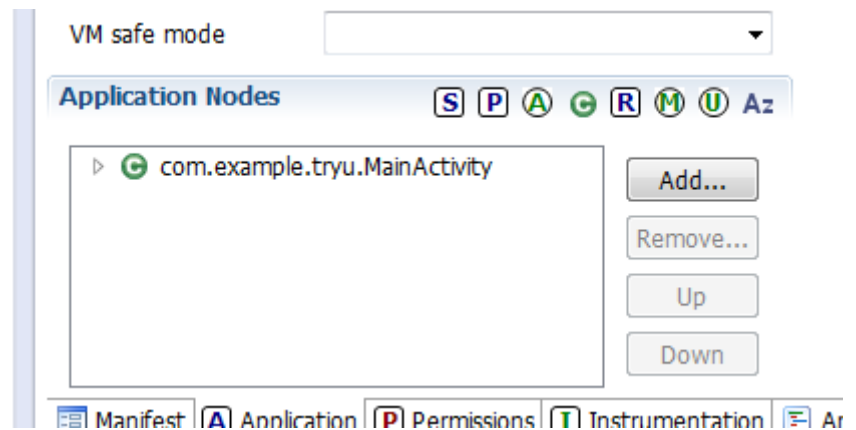 VM safe mode
Application Nodes S P A C R M U Az
C com.example.tryu.MainActivity
Add...
Remove...
Up
Down
Manifest A Application P Permissions I Instrumentation